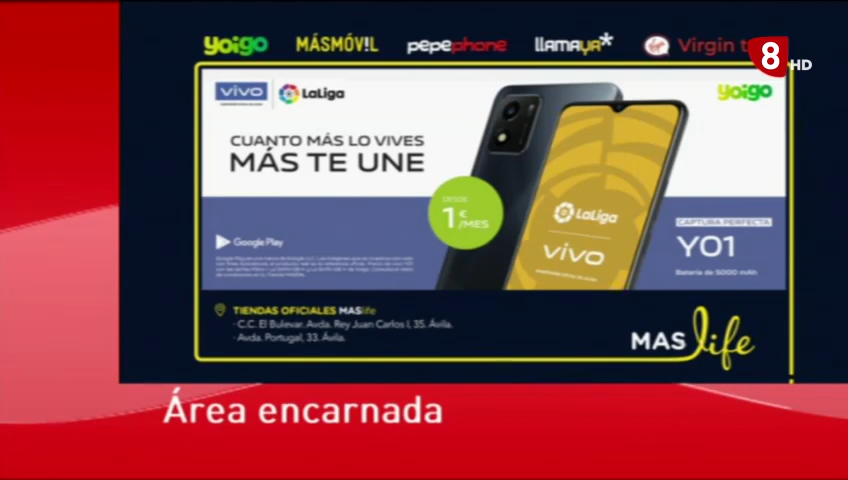 yoigo MÁSMÓV!L pepephone LLAMAYA* Virgin t
8 HD
vivo LaLiga
yoigo
CUANTO MÁS LO VIVES
MÁS TE UNE
DESDE
1€/MES
LaLiga
vivo
CAPTURA PERFECTA
Y01
Batería de 5000 mAh
Google Play
TIENDAS OFICIALES MASlife
· C.C. El Bulevar. Avda. Rey Juan Carlos I, 35. Ávila.
· Avda. Portugal, 33. Ávila.
MAS life
Área encarnada